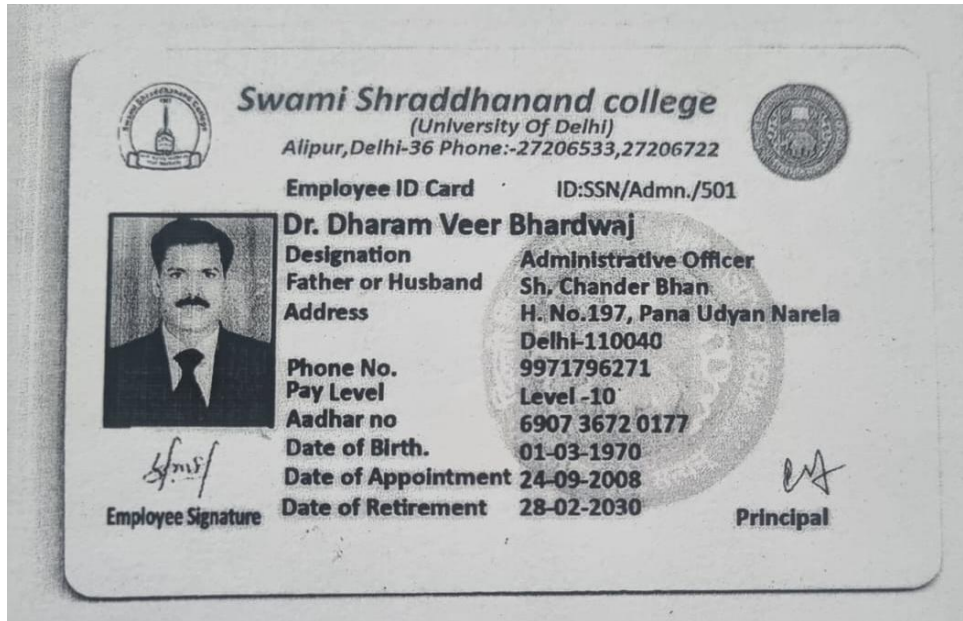 Swami Shraddhanand College
Swami Shraddhanand college
(University Of Delhi)
Alipur,Delhi-36 Phone:-27206533,27206722
Employee ID Card ID:SSN/Admn./501
Dr. Dharam Veer Bhardwaj
Designation Administrative Officer
Father or Husband Sh. Chander Bhan
Address H. No.197, Pana Udyan Narela
Delhi-110040
Phone No. 9971796271
Pay Level Level -10
Aadhar no 6907 3672 0177
Date of Birth. 01-03-1970
Date of Appointment 24-09-2008
Date of Retirement 28-02-2030
Employee Signature Principal